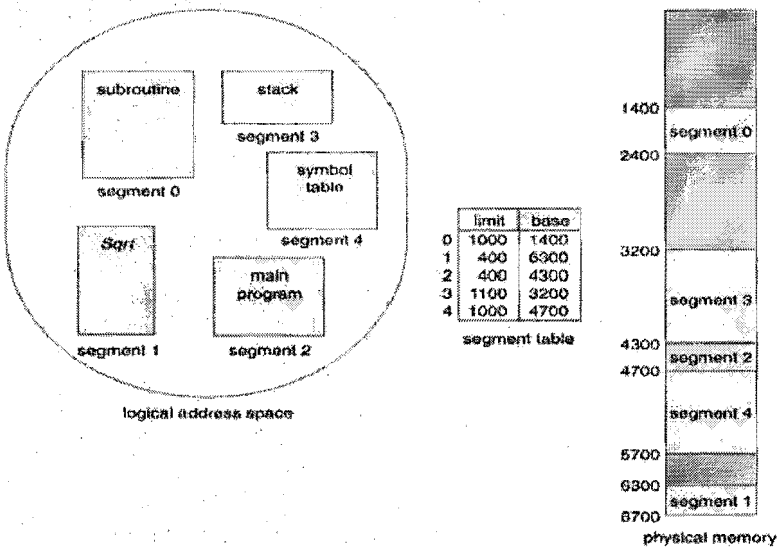 subroutine
segment 0
stack
segment 3
symbol
table
segment 4
Sqrt
segment 1
main
program
segment 2
logical address space
limit base
0 1000 1400
1 400 6300
2 400 4300
3 1100 3200
4 1000 4700
segment table
1400
segment 0
2400
3200
segment 3
4300
segment 2
4700
segment 4
5700
6300
segment 1
6700
physical memory